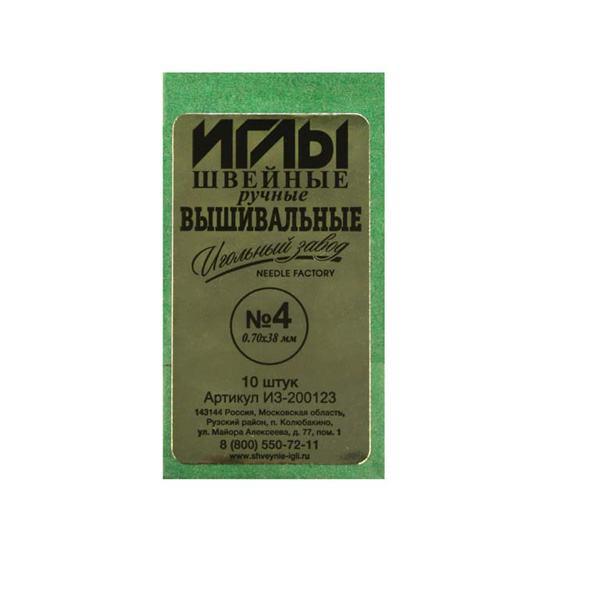 ИГЛЫ
ШВЕЙНЫЕ
ручные
ВЫШИВАЛЬНЫЕ
Игольный завод
NEEDLE FACTORY
№4
0.70х38 мм
10 штук
Артикул ИЗ-200123
143144 Россия, Московская область,
Рузский район, п. Колюбакино,
ул. Майора Алексеева, д. 77, пом. 1
8 (800) 550-72-11
www.shveynie-igli.ru